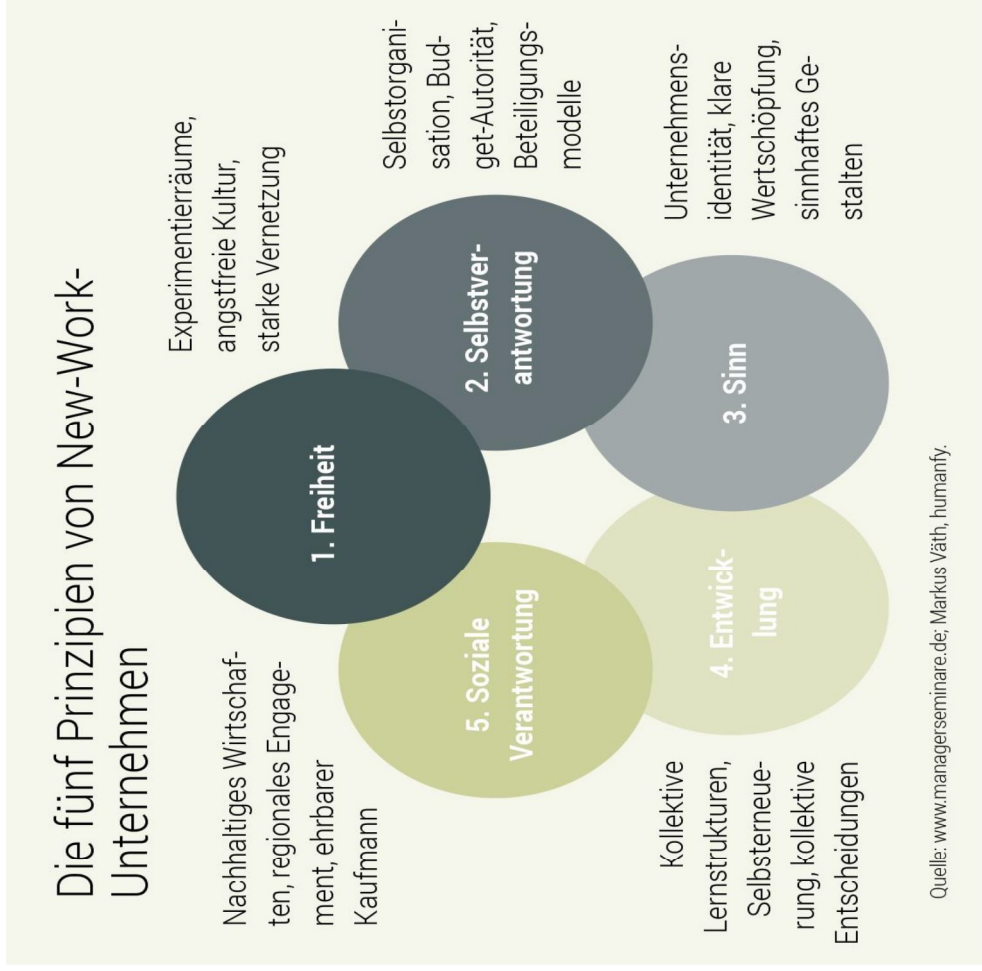 Die fünf Prinzipien von New-Work-
Unternehmen
Experimentierräume,
angstfreie Kultur,
starke Vernetzung
1. Freiheit
Selbstorgani-
sation, Bud-
get-Autorität,
Beteiligungs-
modelle
2. Selbstver-
antwortung
Unternehmens-
identität, klare
Wertschöpfung,
sinnhaftes Ge-
stalten
3. Sinn
Kollektive
Lernstrukturen,
Selbsterneue-
rung, kollektive
Entscheidungen
4. Entwick-
lung
Nachhaltiges Wirtschaf-
ten, regionales Engage-
ment, ehrbarer
Kaufmann
5. Soziale
Verantwortung
Quelle: www.managerseminare.de; Markus Väth, humanfy.